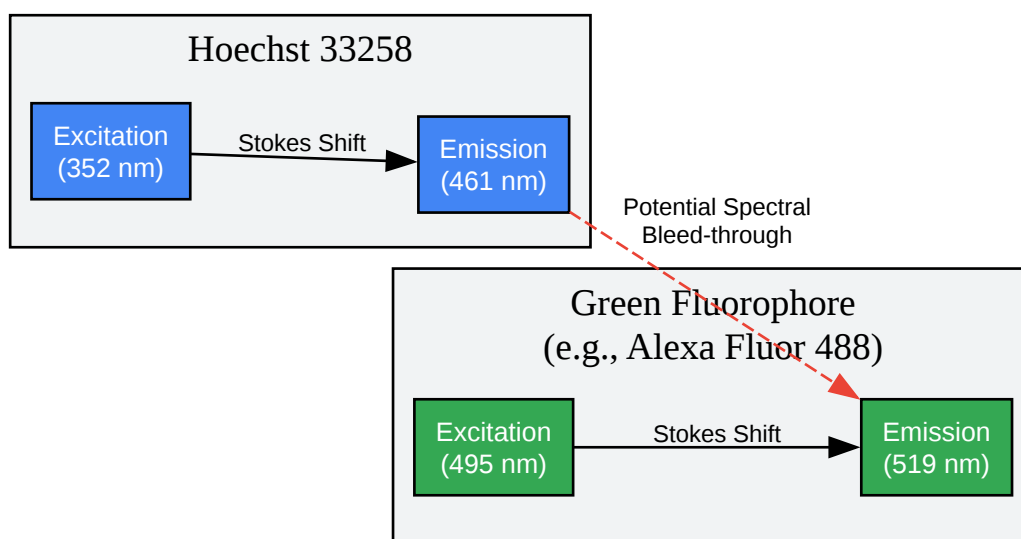 Hoechst 33258
Excitation
(352 nm)
Stokes Shift
Emission
(461 nm)
Potential Spectral
Bleed-through
Green Fluorophore
(e.g., Alexa Fluor 488)
Excitation
(495 nm)
Stokes Shift
Emission
(519 nm)